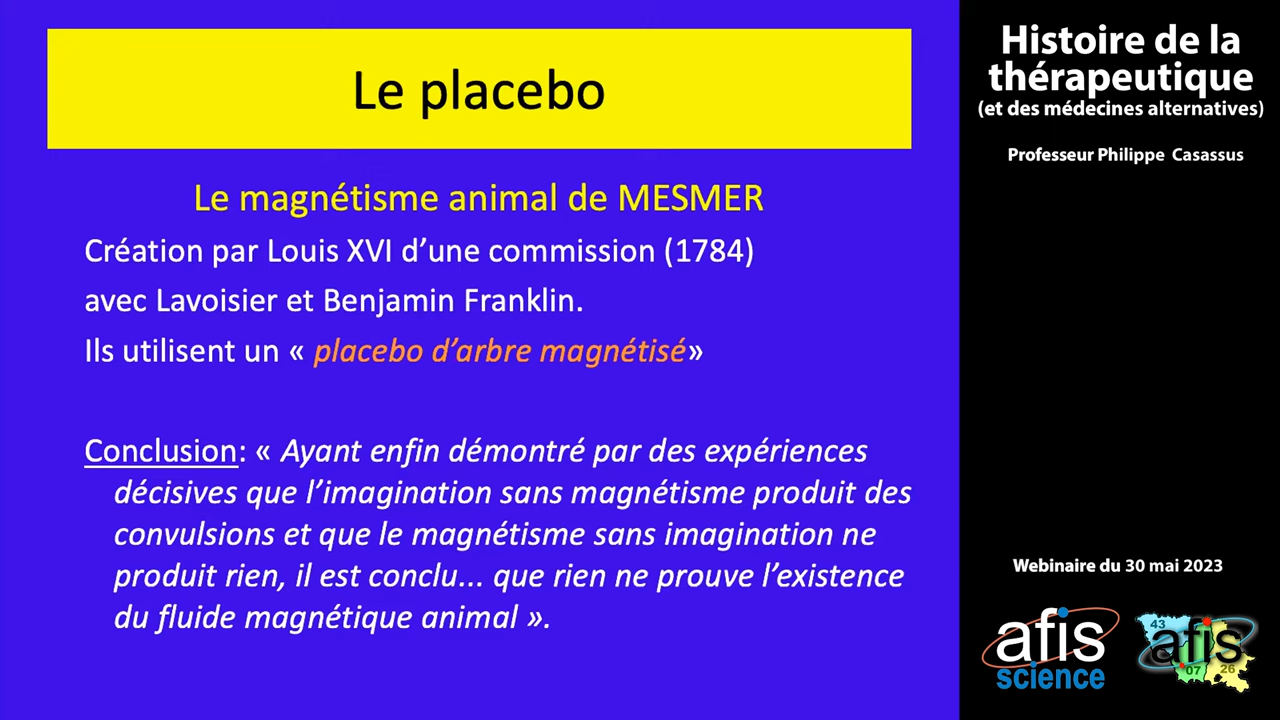 Le placebo
Le magnétisme animal de MESMER
Création par Louis XVI d’une commission (1784)
avec Lavoisier et Benjamin Franklin.
Ils utilisent un « placebo d’arbre magnétisé»
Conclusion: « Ayant enfin démontré par des expériences
décisives que l’imagination sans magnétisme produit des
convulsions et que le magnétisme sans imagination ne
produit rien, il est conclu... que rien ne prouve l’existence
du fluide magnétique animal ».
Histoire de la
thérapeutique
(et des médecines alternatives)
Professeur Philippe Casassus
Webinaire du 30 mai 2023
afis
science
43
afis
07
26